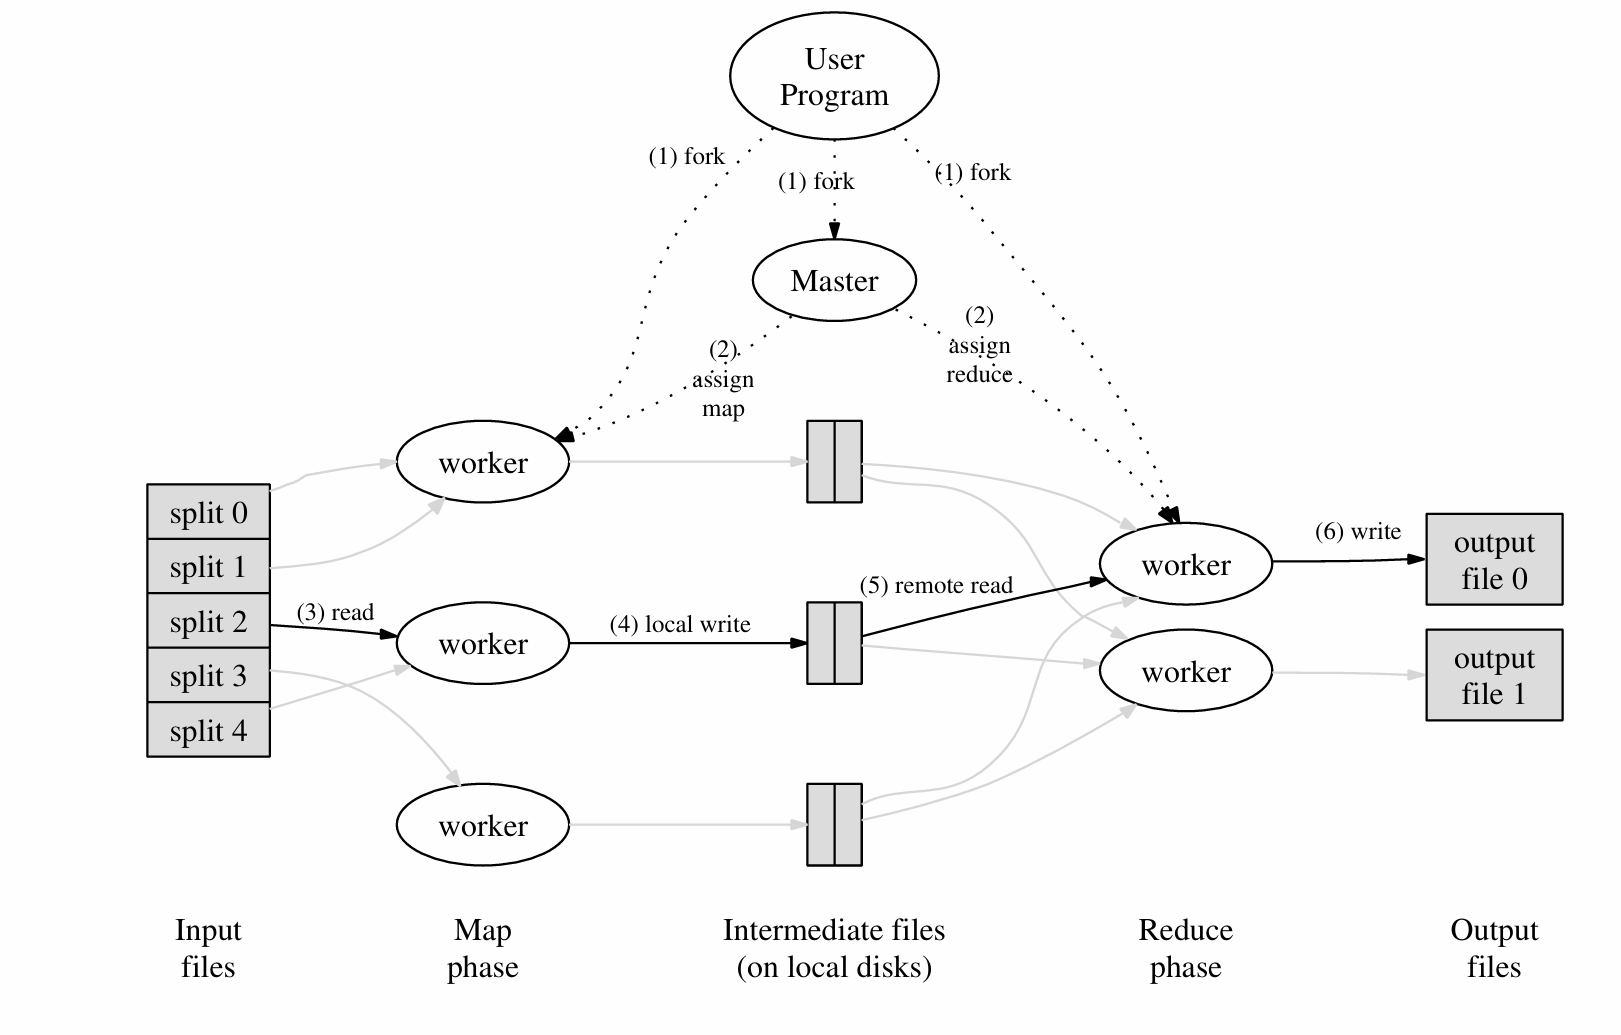 User
Program
(1) fork
(1) fork
(1) fork
Master
(2)
assign
map
(2)
assign
reduce
split 0
split 1
split 2
split 3
split 4
(3) read
worker
worker
worker
(4) local write
(5) remote read
worker
worker
(6) write
output
file 0
output
file 1
Input
files
Map
phase
Intermediate files
(on local disks)
Reduce
phase
Output
files